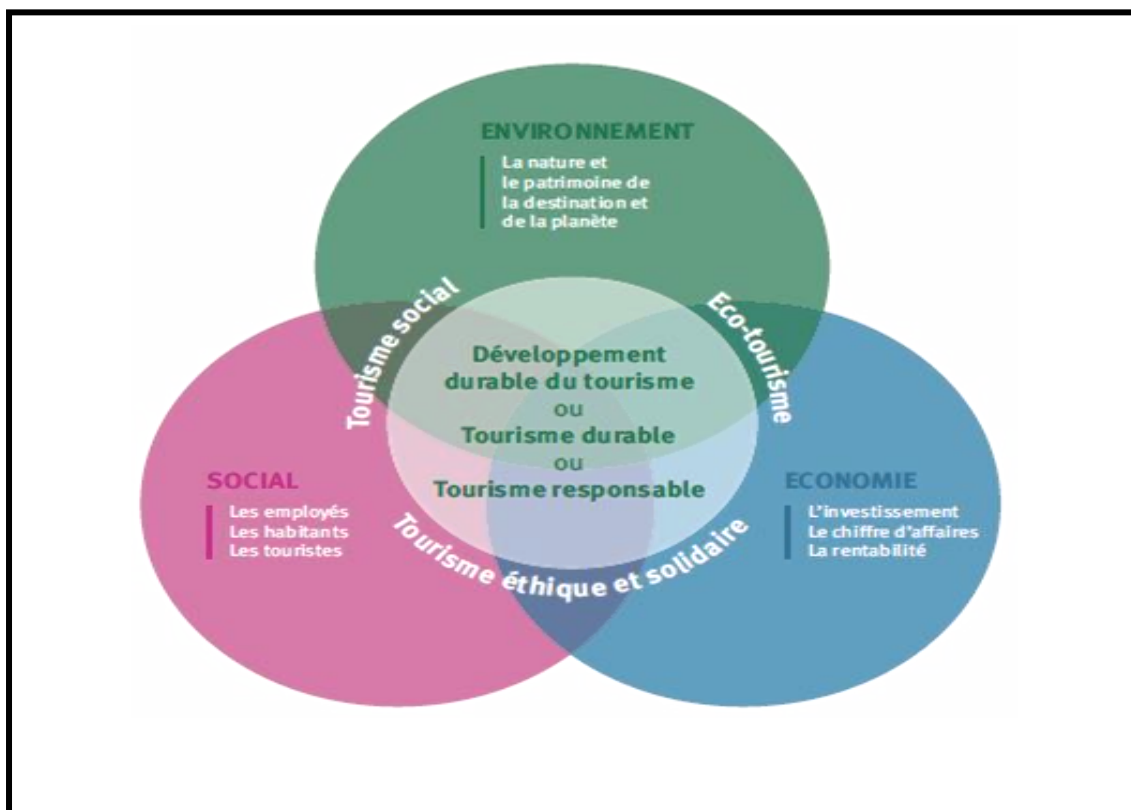 ENVIRONNEMENT
La nature et
le patrimoine de
la destination et
de la planète
Tourisme social
Eco-tourisme
Développement
durable du tourisme
ou
Tourisme durable
ou
Tourisme responsable
SOCIAL
Les employés
Les habitants
Les touristes
ECONOMIE
L'investissement
Le chiffre d'affaires
La rentabilité
Tourisme éthique et solidaire